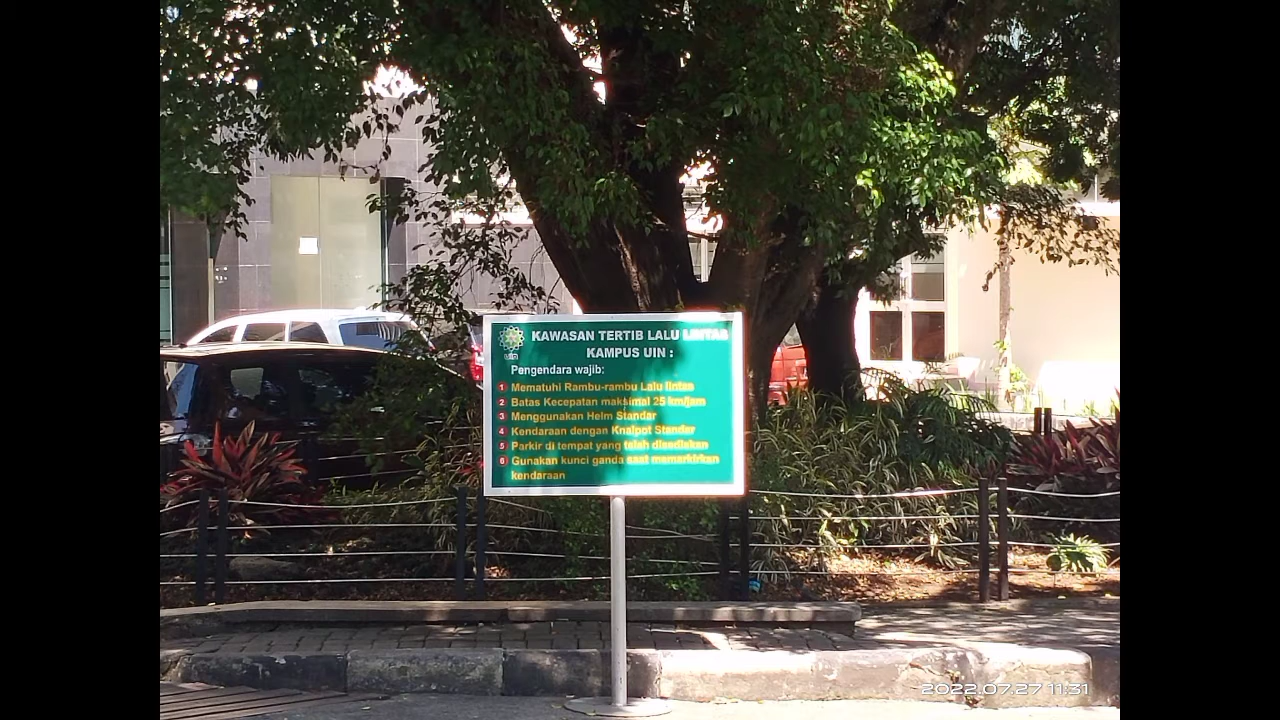 KAWASAN TERTIB LALU LINTAS
KAMPUS UIN :
uin
Pengendara wajib:
1 Mematuhi Rambu-rambu Lalu lintas
2 Batas Kecepatan maksimal 25 km/jam
3 Menggunakan Helm Standar
4 Kendaraan dengan Knalpot Standar
5 Parkir di tempat yang telah disediakan
6 Gunakan kunci ganda saat memarkirkan
kendaraan
2022.07.27 11:31